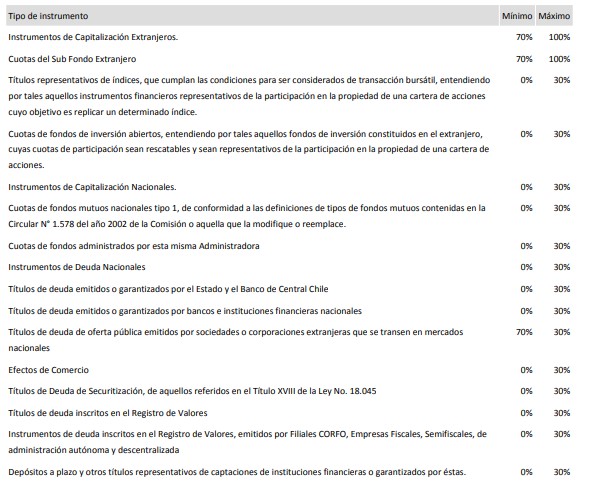 Tipo de instrumento Mínimo Máximo
Instrumentos de Capitalización Extranjeros. 70% 100%
Cuotas del Sub Fondo Extranjero 70% 100%
Títulos representativos de índices, que cumplan las condiciones para ser considerados de transacción bursátil, entendiendo 0% 30%
por tales aquellos instrumentos financieros representativos de la participación en la propiedad de una cartera de acciones
cuyo objetivo es replicar un determinado índice.
Cuotas de fondos de inversión abiertos, entendiendo por tales aquellos fondos de inversión constituidos en el extranjero, 0% 30%
cuyas cuotas de participación sean rescatables y sean representativos de la participación en la propiedad de una cartera de
acciones.
Instrumentos de Capitalización Nacionales. 0% 30%
Cuotas de fondos mutuos nacionales tipo 1, de conformidad a las definiciones de tipos de fondos mutuos contenidas en la 0% 30%
Circular N° 1.578 del año 2002 de la Comisión o aquella que la modifique o reemplace.
Cuotas de fondos administrados por esta misma Administradora 0% 30%
Instrumentos de Deuda Nacionales 0% 30%
Títulos de deuda emitidos o garantizados por el Estado y el Banco de Central Chile 0% 30%
Títulos de deuda emitidos o garantizados por bancos e instituciones financieras nacionales 0% 30%
Títulos de deuda de oferta pública emitidos por sociedades o corporaciones extranjeras que se transen en mercados 70% 30%
nacionales
Efectos de Comercio 0% 30%
Títulos de Deuda de Securitización, de aquellos referidos en el Título XVIII de la Ley No. 18.045 0% 30%
Títulos de deuda inscritos en el Registro de Valores 0% 30%
Instrumentos de deuda inscritos en el Registro de Valores, emitidos por Filiales CORFO, Empresas Fiscales, Semifiscales, de 0% 30%
administración autónoma y descentralizada
Depósitos a plazo y otros títulos representativos de captaciones de instituciones financieras o garantizados por éstas. 0% 30%